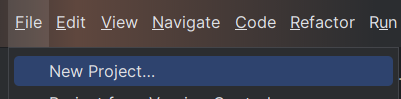 File Edit View Navigate Code Refactor Run
New Project...